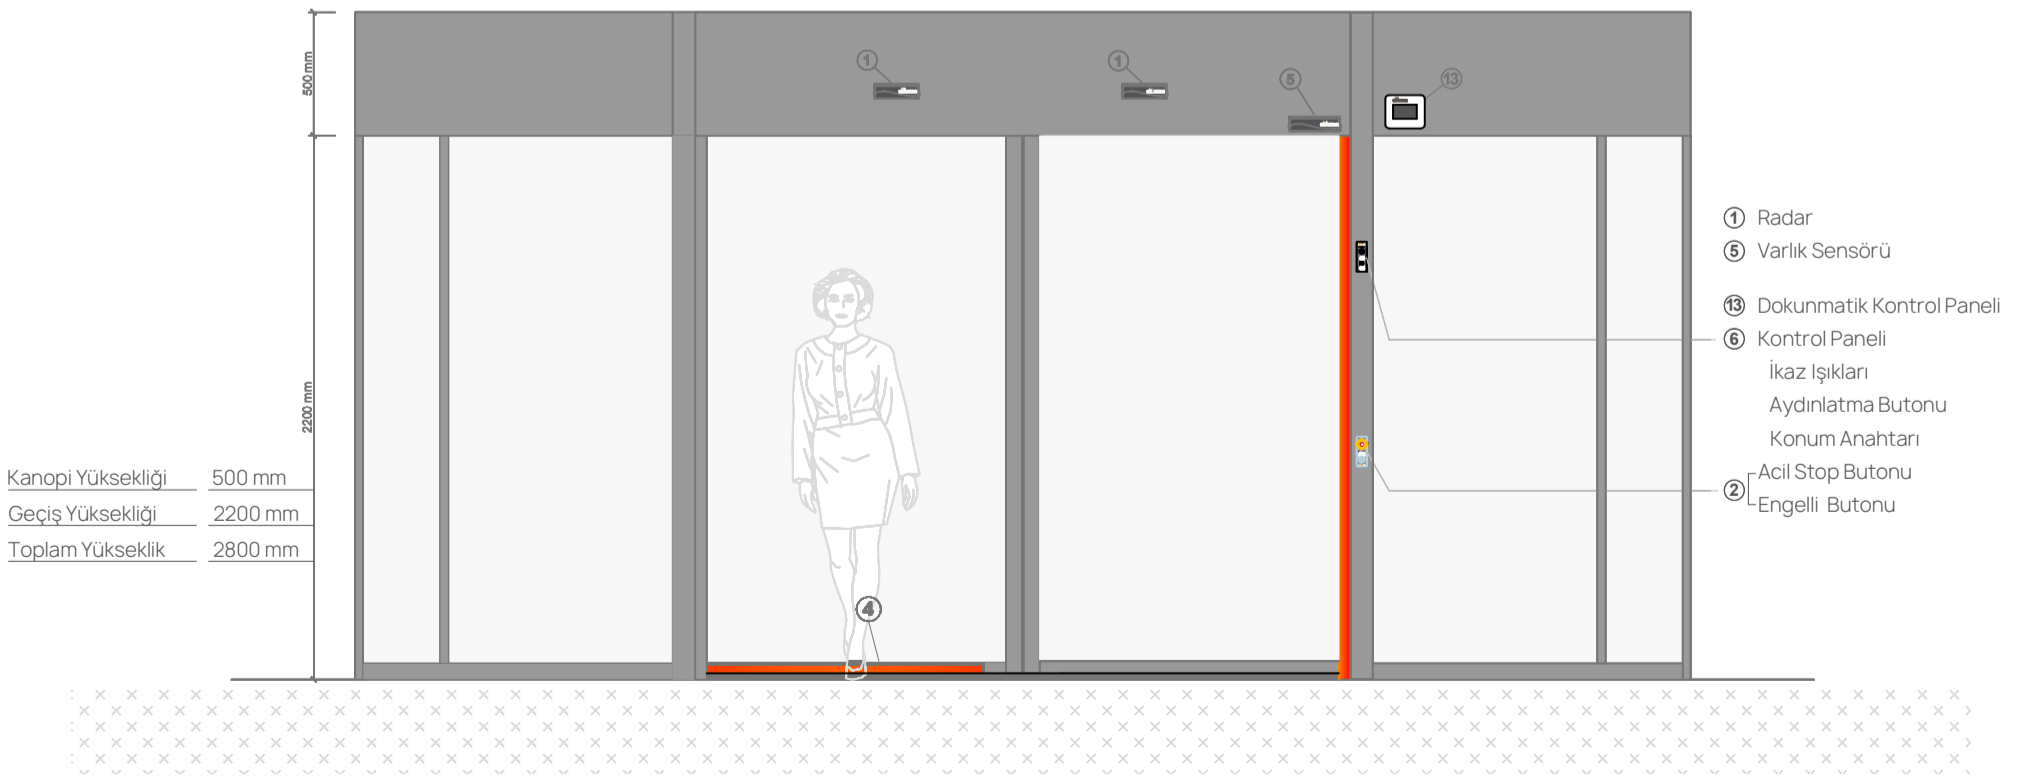 500 mm
1
1
5
13
2200 mm
1 Radar
5 Varlık Sensörü
13 Dokunmatik Kontrol Paneli
6 Kontrol Paneli
İkaz Işıkları
Aydınlatma Butonu
Konum Anahtarı
2 Acil Stop Butonu
Engelli Butonu
Kanopi Yüksekliği 500 mm
Geçiş Yüksekliği 2200 mm
Toplam Yükseklik 2800 mm
4